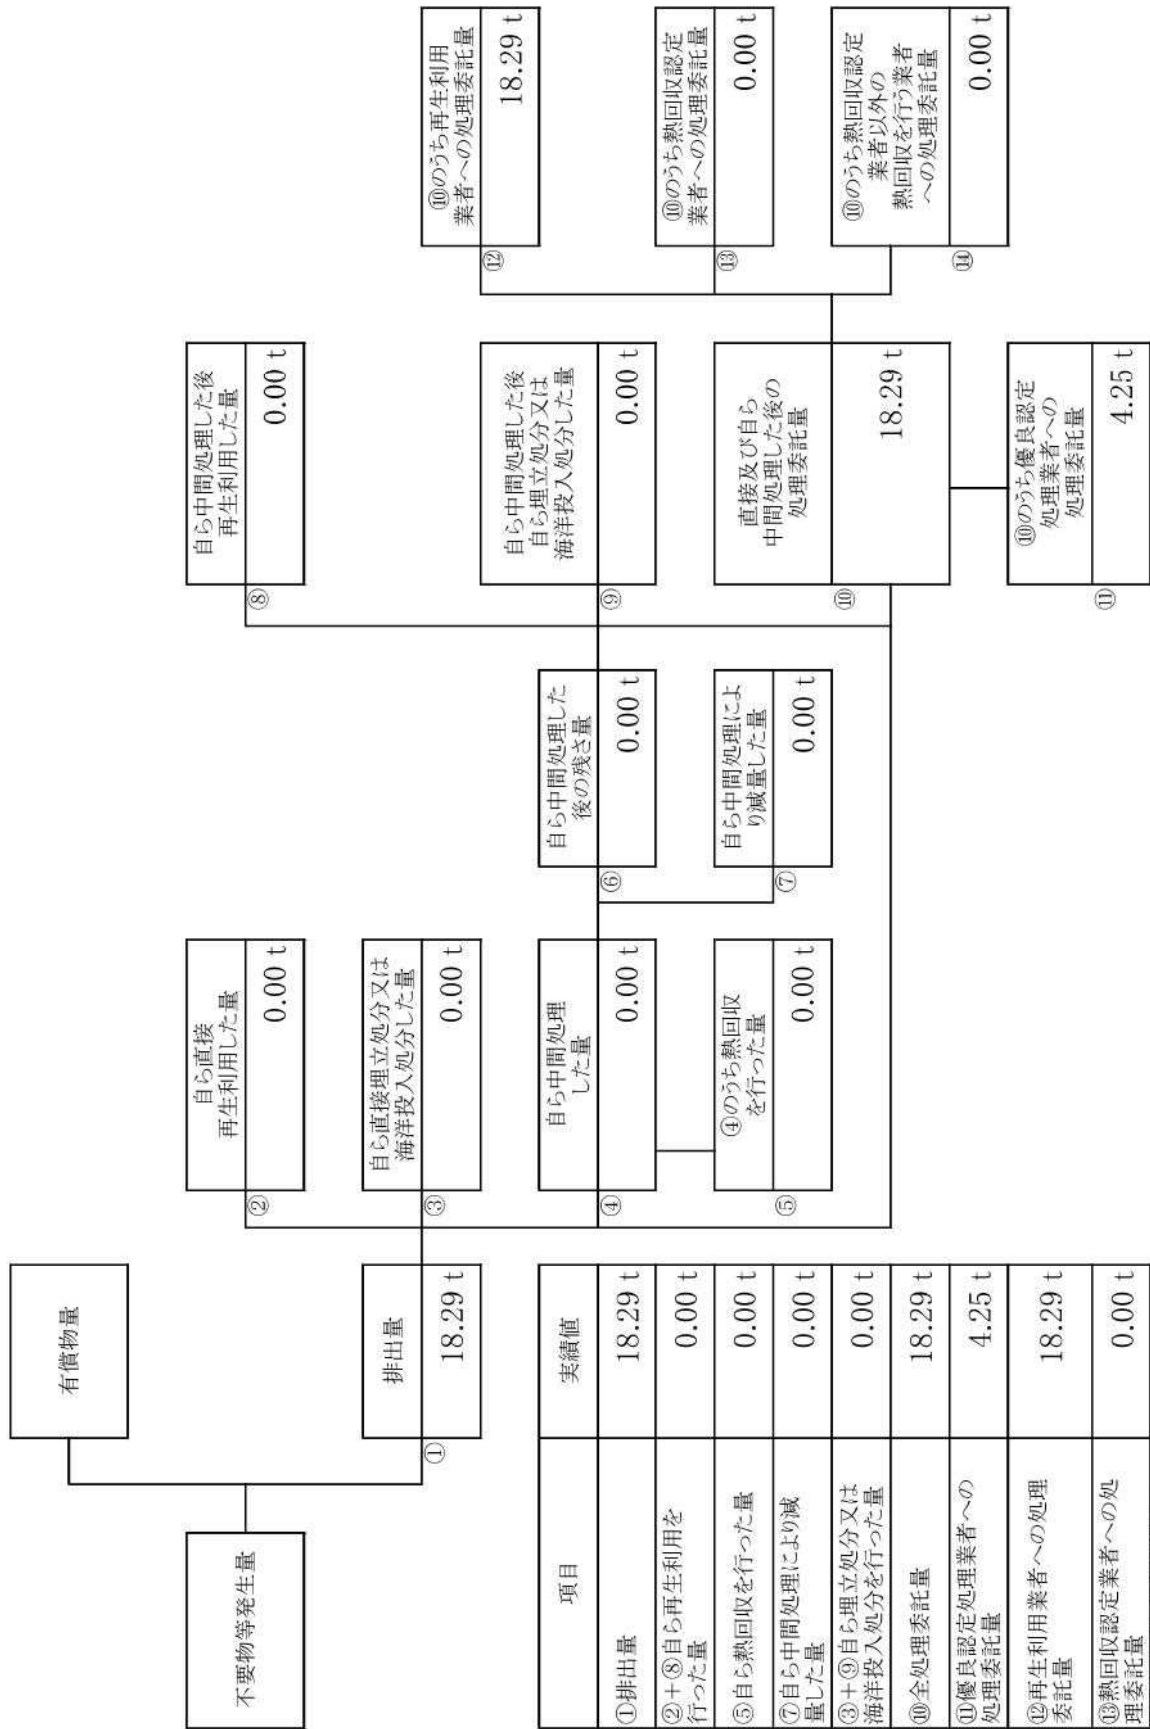 不要物等発生量
有償物量
①
排出量
18.29 t
②
自ら直接
再生利用した量
0.00 t
③
自ら直接埋立処分又は
海洋投入処分した量
0.00 t
④
自ら中間処理
した量
0.00 t
⑤
④のうち熱回収
を行った量
0.00 t
⑥
自ら中間処理した
後の残さ量
0.00 t
⑦
自ら中間処理によ
り減量した量
0.00 t
⑧
自ら中間処理した後
再生利用した量
0.00 t
⑨
自ら中間処理した後
自ら埋立処分又は
海洋投入処分した量
0.00 t
⑩
直接及び自ら
中間処理した後の
処理委託量
18.29 t
⑪
⑩のうち優良認定
処理業者への
処理委託量
4.25 t
⑫
⑩のうち再生利用
業者への処理委託量
18.29 t
⑬
⑩のうち熱回収認定
業者への処理委託量
0.00 t
⑭
⑩のうち熱回収認定
業者以外の
熱回収を行う業者
への処理委託量
0.00 t
項目 実績値
①排出量 18.29 t
②+⑧自ら再生利用を
行った量 0.00 t
⑤自ら熱回収を行った量 0.00 t
⑦自ら中間処理により減
量した量 0.00 t
③+⑨自ら埋立処分又は
海洋投入処分を行った量 0.00 t
⑩全処理委託量 18.29 t
⑪優良認定処理業者への
処理委託量 4.25 t
⑫再生利用業者への処理
委託量 18.29 t
⑬熱回収認定業者への処
理委託量 0.00 t